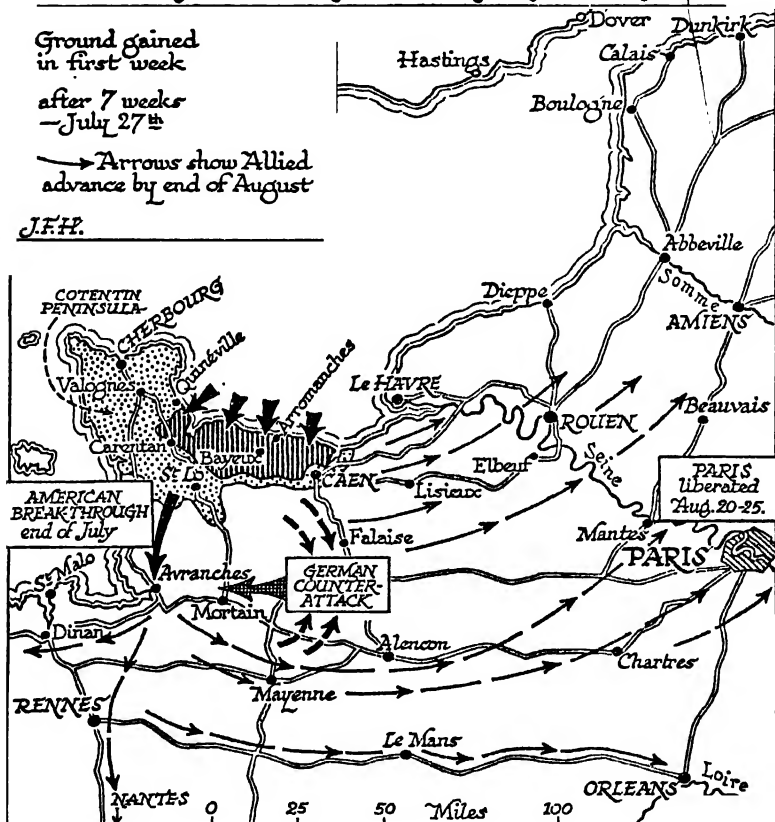 Ground gained
in first week
after 7 weeks
—July 27th
Arrows show Allied
advance by end of August
J.F.H.
Dover
Dunkirk
Calais
Hastings
Boulogne
Abbeville
Somme
AMIENS
Dieppe
COTENTIN
PENINSULA
CHERBOURG
Quinéville
Valognes
Arromanches
Le HAVRE
ROUEN
Beauvais
Carentan
Bayeux
St Lô
CAEN
Elbeuf
Seine
Lisieux
PARIS
liberated
Aug. 20-25.
AMERICAN
BREAK-THROUGH
end of July
Falaise
Mantes
PARIS
St Malo
Avranches
GERMAN
COUNTER-
ATTACK
Mortain
Dinan
Alencon
Chartres
Mayenne
RENNES
Le Mans
ORLEANS
Loire
NANTES
0 25 50 Miles 100